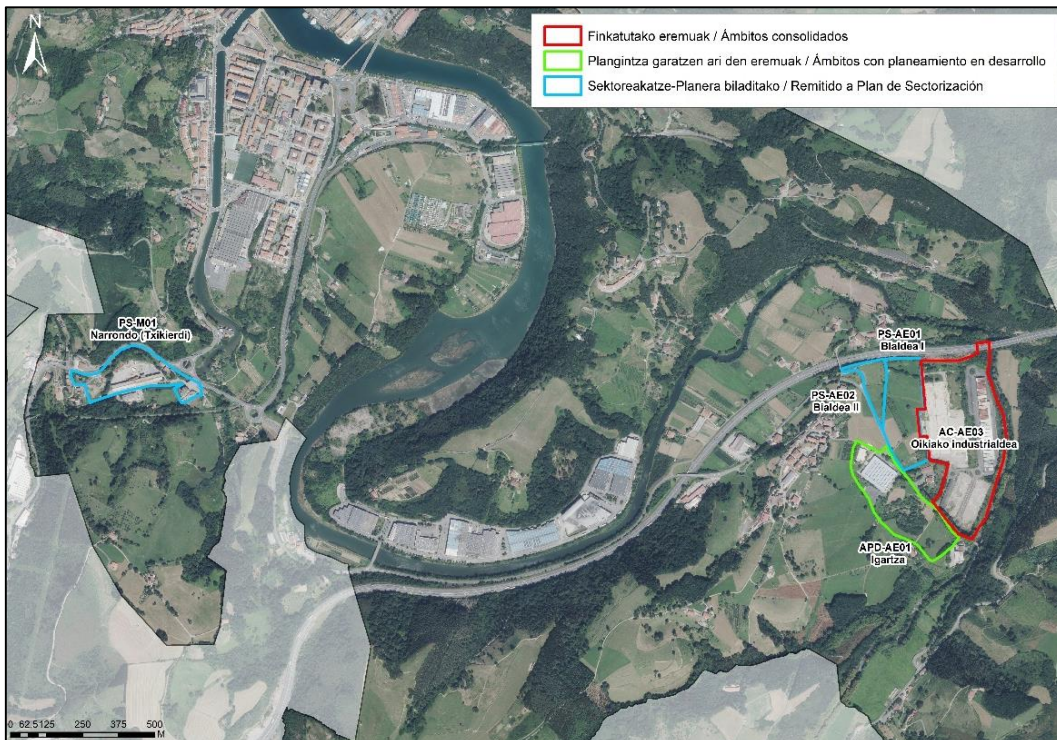 N
Finkatutako eremuak / Ámbitos consolidados
Plangintza garatzen ari den eremuak / Ámbitos con planeamiento en desarrollo
Sektoreakatze-Planera biladitako / Remitido a Plan de Sectorización
PS-M01
Narrondo (Txikierdi)
PS-AE01
Bialdea I
PS-AE02
Bialdea II
AC-AE03
Oikiako industrialdea
APD-AE01
Igartza
0 62.5125 250 375 500
M